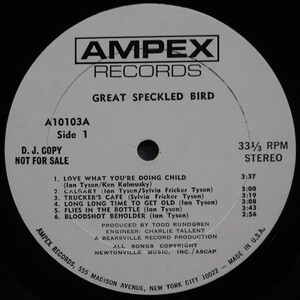 AMPEX
RECORDS
GREAT SPECKLED BIRD
A10103A
Side 1
D. J. COPY
NOT FOR SALE
33⅓ RPM
STEREO
1. LOVE WHAT YOU'RE DOING CHILD 3:37
(Ian Tyson/Ken Kalmusky)
2. CALGARY (Ian Tyson/Sylvia Fricker Tyson) 3:00
3. TRUCKER'S CAFE (Sylvia Fricker Tyson) 3:19
4. LONG LONG TIME TO GET OLD (Ian Tyson) 3:08
5. FLIES IN THE BOTTLE (Ian Tyson) 3:43
6. BLOODSHOT BEHOLDER (Ian Tyson) 2:56
PRODUCED BY TODD RUNDGREN
ENGINEER: CHARLIE TALLENT
A BEARSVILLE RECORD PRODUCTION
ALL SONGS COPYRIGHT
NEWTONVILLE MUSIC, INC./ASCAP
AMPEX RECORDS, 555 MADISON AVENUE, NEW YORK CITY 10022 - MADE IN U.S.A.